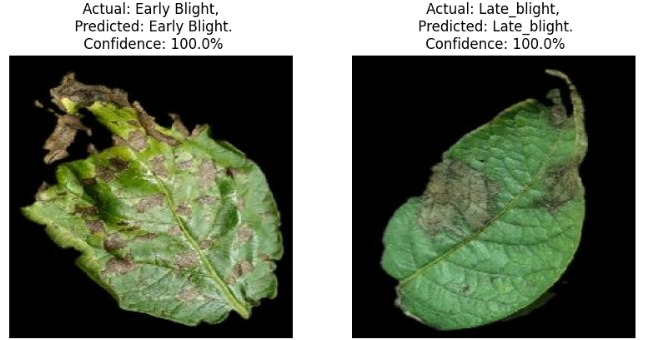 Actual: Early Blight,
Predicted: Early Blight.
Confidence: 100.0%
Actual: Late_blight,
Predicted: Late_blight.
Confidence: 100.0%